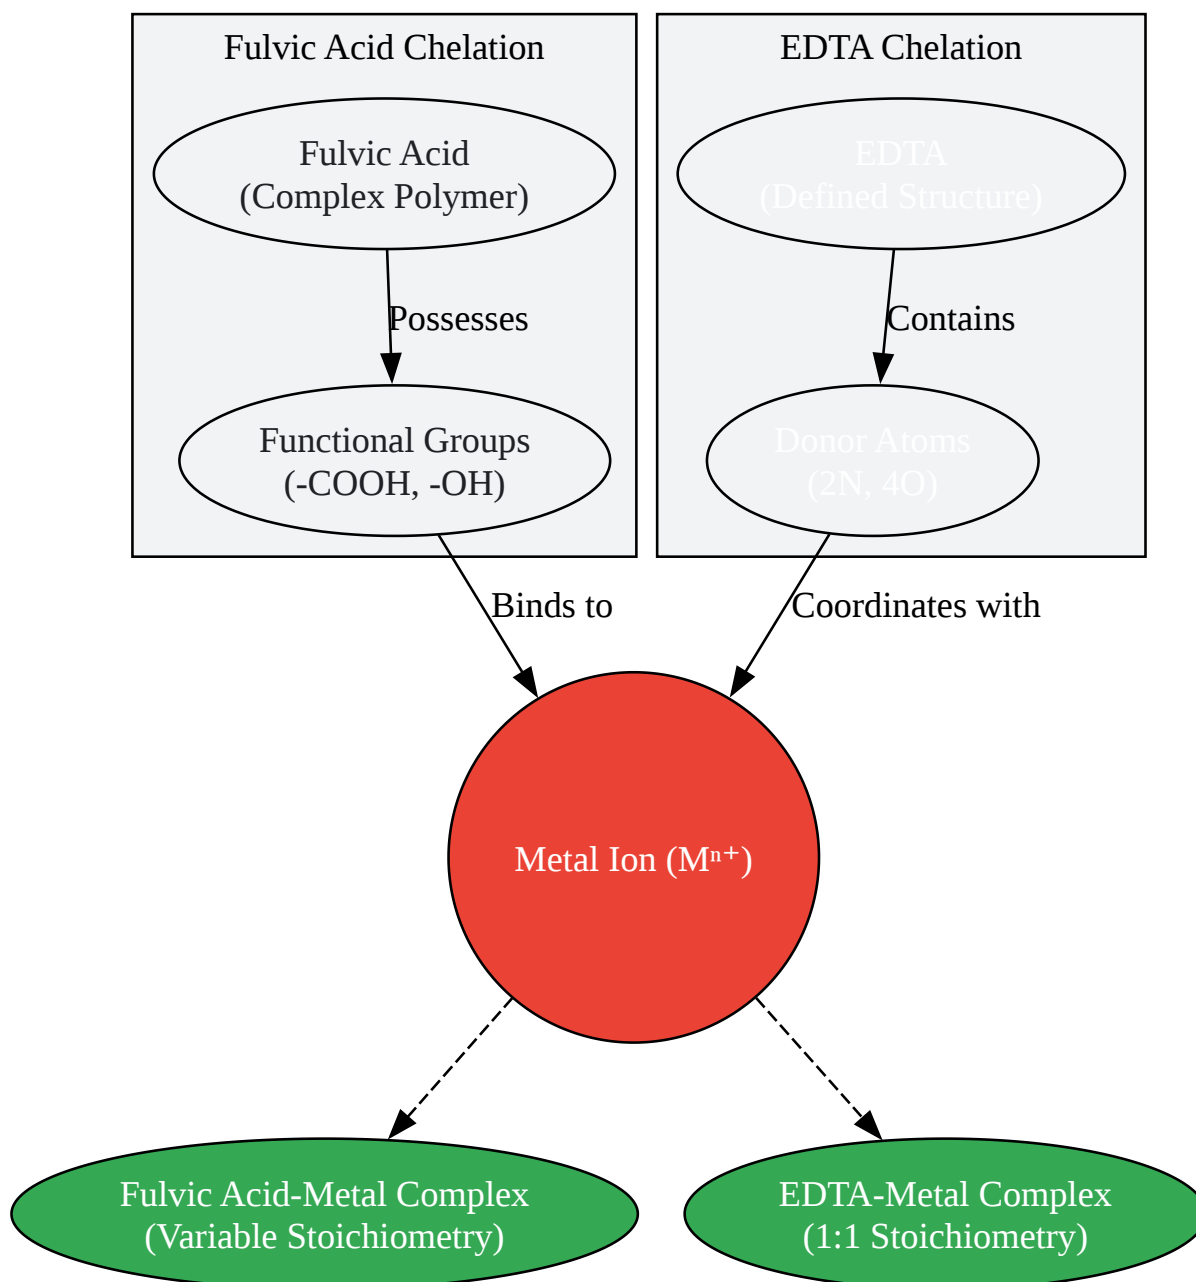 Fulvic Acid Chelation
EDTA Chelation
Fulvic Acid
(Complex Polymer)
EDTA
(Defined Structure)
Possesses
Contains
Functional Groups
(-COOH, -OH)
Donor Atoms
(2N, 4O)
Binds to
Coordinates with
Metal Ion (Mⁿ⁺)
Fulvic Acid-Metal Complex
(Variable Stoichiometry)
EDTA-Metal Complex
(1:1 Stoichiometry)